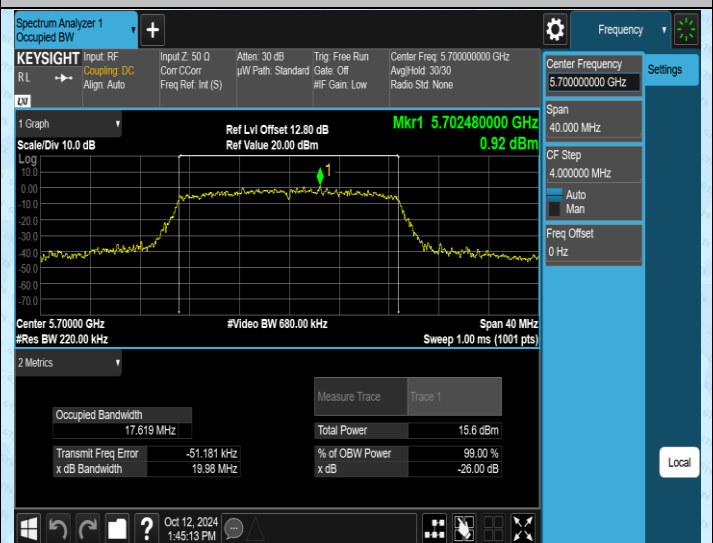 Spectrum Analyzer 1
Occupied BW
+
Frequency
KEYSIGHT
Input: RF
Input Z: 50 Ω
Atten: 30 dB
Trig: Free Run
Center Freq: 5.700000000 GHz
RL
Coupling: DC
Corr CCorr
µW Path: Standard
Gate: Off
Avg|Hold: 30/30
Align: Auto
Freq Ref: Int (S)
#IF Gain: Low
Radio Std: None
LXI
1 Graph
Ref Lvl Offset 12.80 dB
Mkr1 5.702480000 GHz
Scale/Div 10.0 dB
Ref Value 20.00 dBm
0.92 dBm
Log
10.0
0.00
-10.0
-20.0
-30.0
-40.0
-50.0
-60.0
-70.0
1
Center 5.70000 GHz
#Video BW 680.00 kHz
Span 40 MHz
#Res BW 220.00 kHz
Sweep 1.00 ms (1001 pts)
2 Metrics
Measure Trace
Trace 1
Occupied Bandwidth
17.619 MHz
Total Power
15.6 dBm
Transmit Freq Error
-51.181 kHz
% of OBW Power
99.00 %
x dB Bandwidth
19.98 MHz
x dB
-26.00 dB
Center Frequency
5.700000000 GHz
Settings
Span
40.000 MHz
CF Step
4.000000 MHz
Auto
Man
Freq Offset
0 Hz
Local
?
Oct 12, 2024
1:45:13 PM